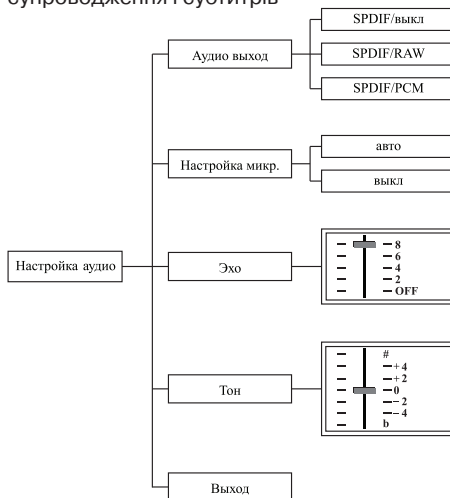 супроводження і субтитрів
SPDIF/выкл
Аудио выход
SPDIF/RAW
SPDIF/PCM
авто
Настройка микр.
выкл
Настройка аудио
Эхо
8
6
4
2
OFF
Тон
#
+4
+2
0
−2
−4
b
Выход